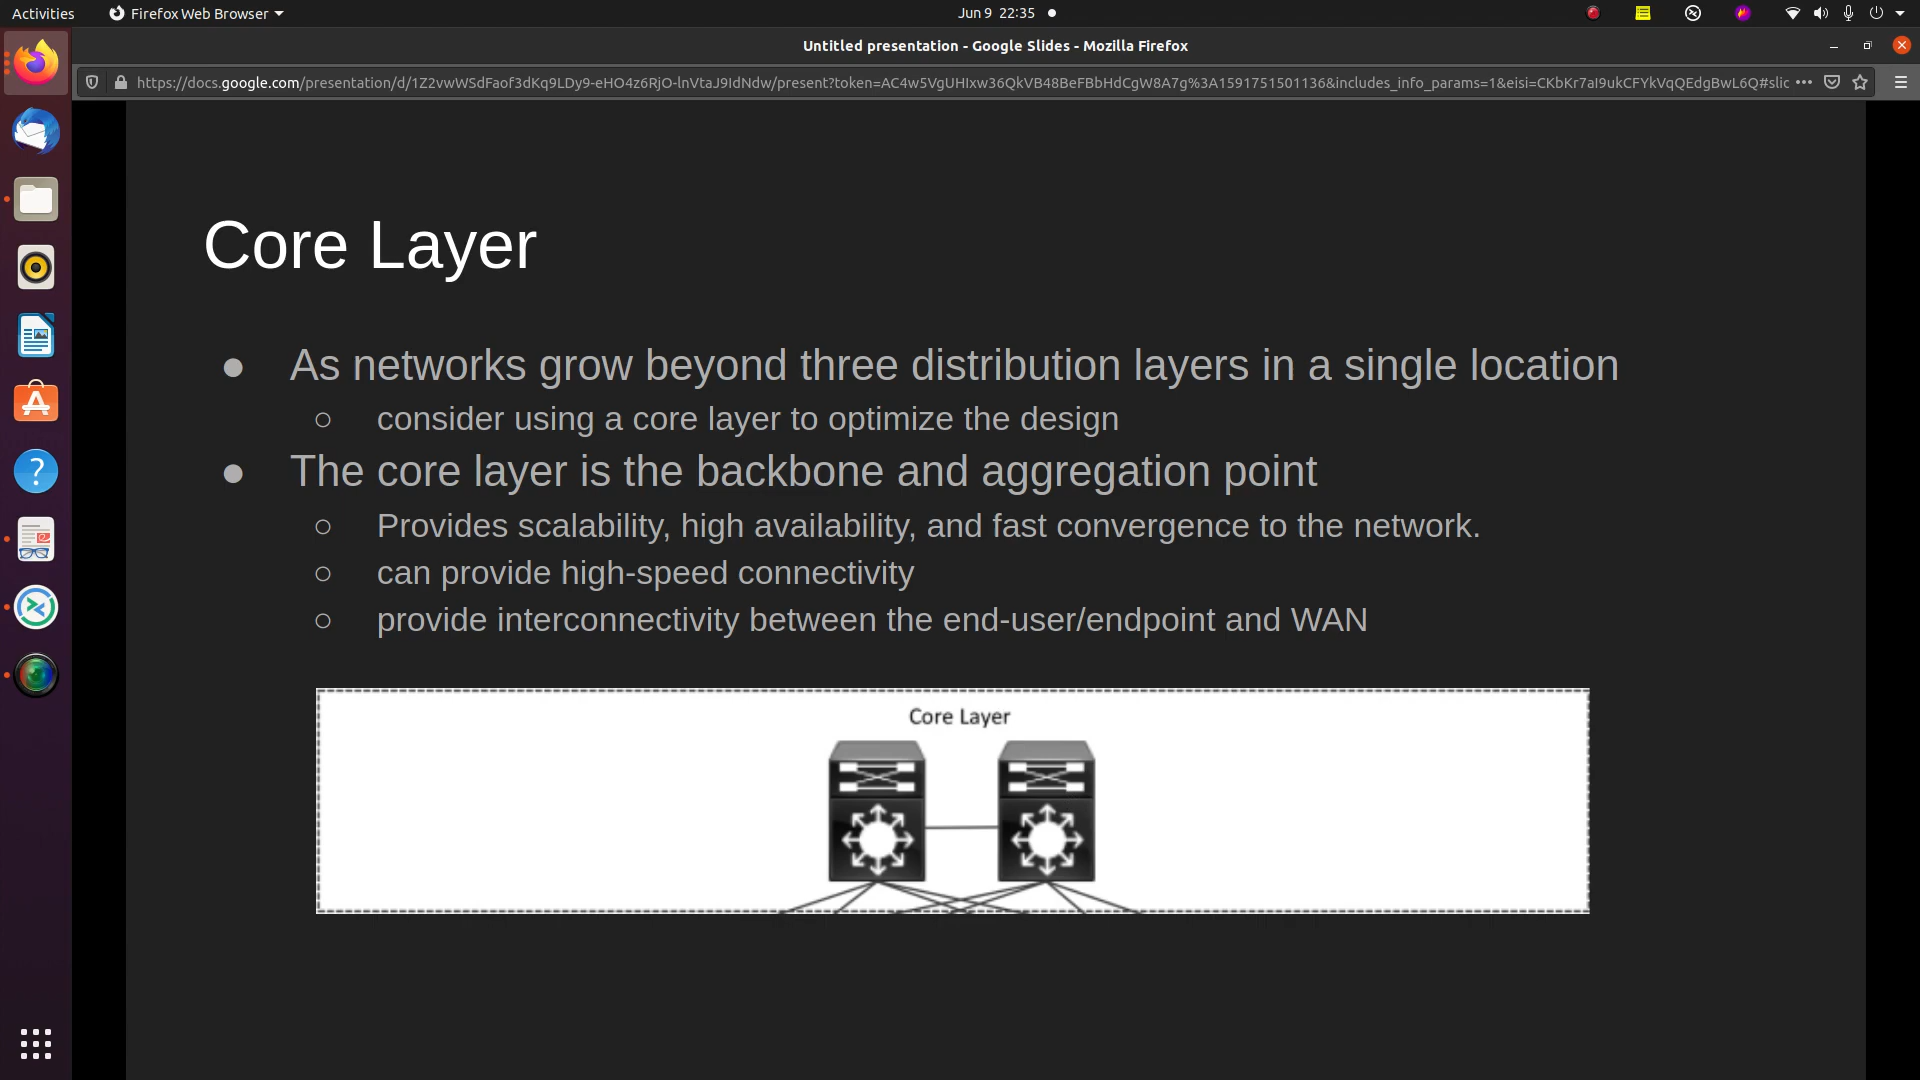 Activities
Firefox Web Browser
Jun 9 22:35
Untitled presentation - Google Slides - Mozilla Firefox
https://docs.google.com/presentation/d/1Z2vwWSdFaof3dKq9LDy9-eHO4z6RjO-lnVtaJ9IdNdw/present?token=AC4w5VgUHIxw36QkVB48BeFBbHdCgW8A7g%3A1591751501136&includes_info_params=1&eisi=CKbKr7aI9ukCFYkVqQEdgBwL6Q#slic
Core Layer
● As networks grow beyond three distribution layers in a single location
○ consider using a core layer to optimize the design
● The core layer is the backbone and aggregation point
○ Provides scalability, high availability, and fast convergence to the network.
○ can provide high-speed connectivity
○ provide interconnectivity between the end-user/endpoint and WAN
Core Layer